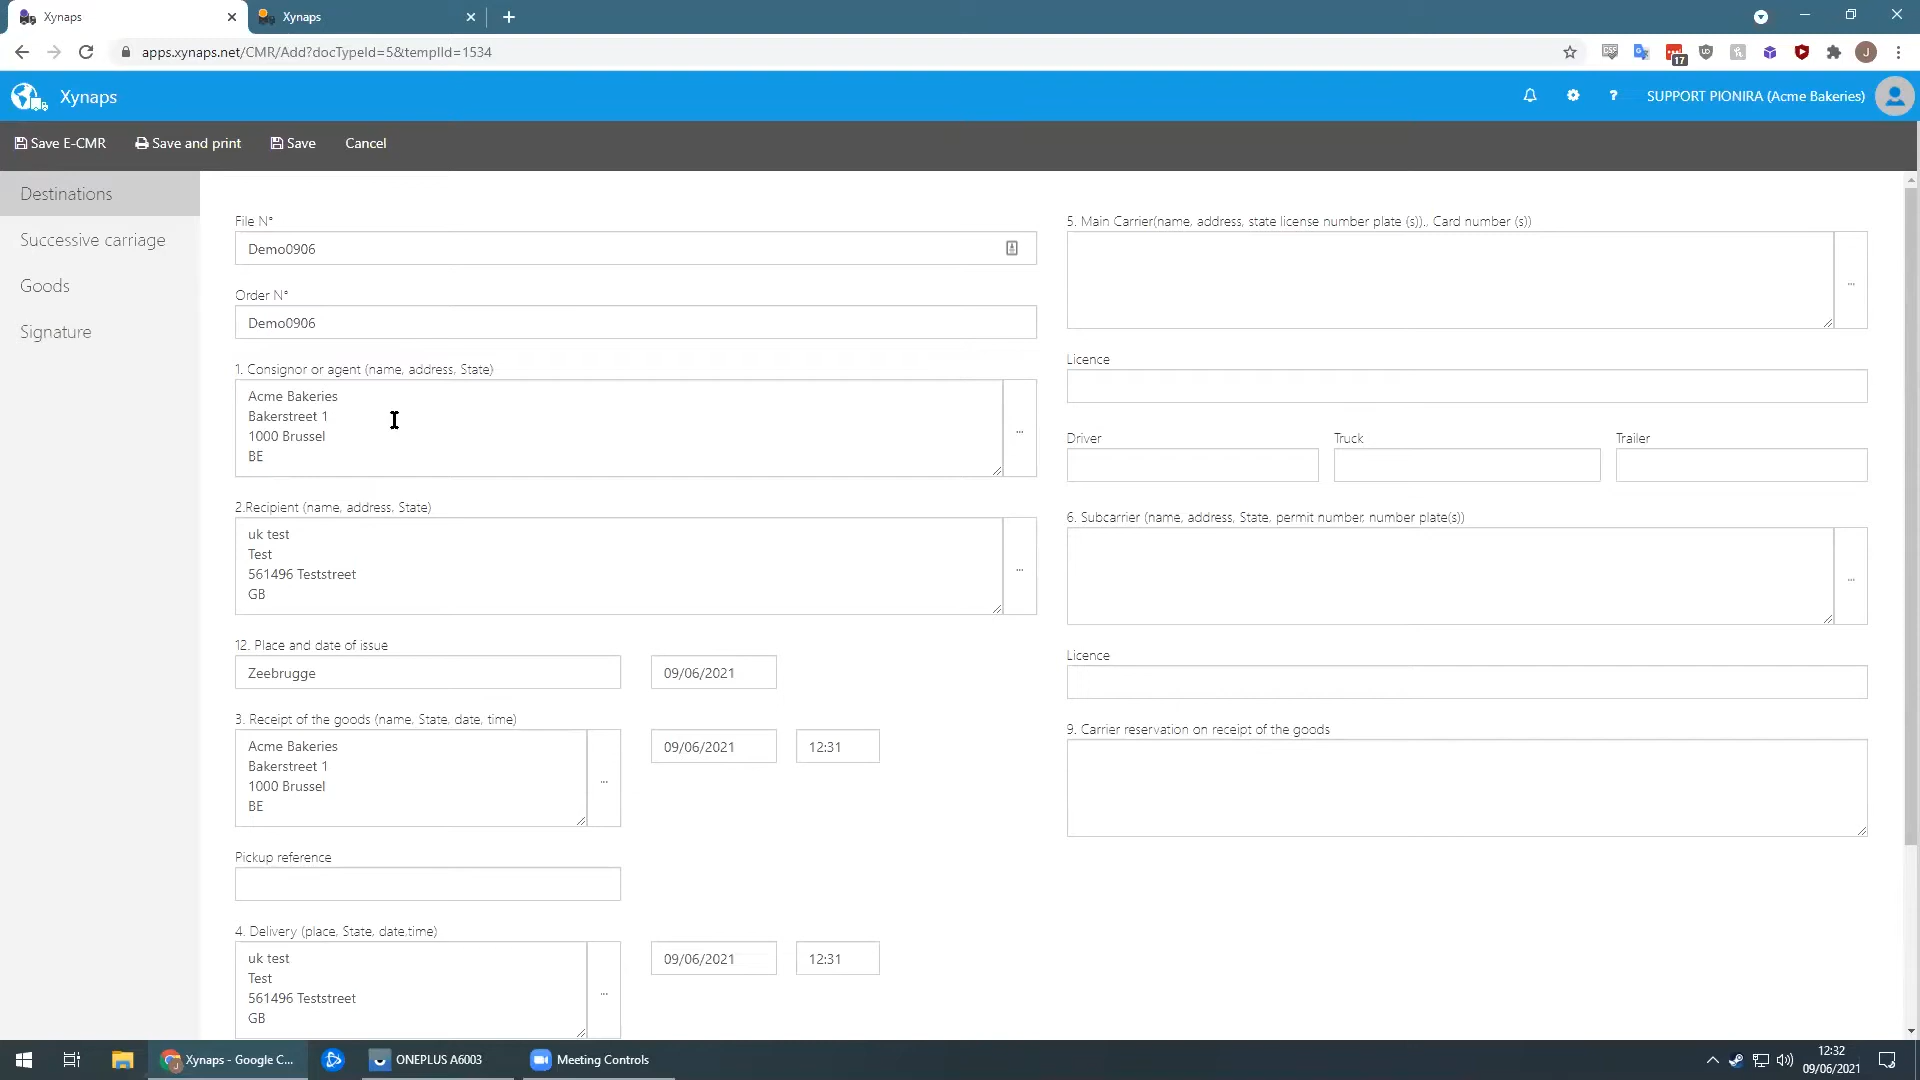 Xynaps
Xynaps
apps.xynaps.net/CMR/Add?docTypeId=5&templId=1534
17
J
Xynaps
SUPPORT PIONIRA (Acme Bakeries)
Save E-CMR
Save and print
Save
Cancel
Destinations
Successive carriage
Goods
Signature
File N°
Demo0906
Order N°
Demo0906
1. Consignor or agent (name, address, State)
Acme Bakeries
Bakerstreet 1
1000 Brussel
BE
...
2.Recipient (name, address, State)
uk test
Test
561496 Teststreet
GB
...
12. Place and date of issue
Zeebrugge
09/06/2021
3. Receipt of the goods (name, State, date, time)
Acme Bakeries
Bakerstreet 1
1000 Brussel
BE
...
09/06/2021
12:31
Pickup reference
4. Delivery (place, State, date,time)
uk test
Test
561496 Teststreet
GB
...
09/06/2021
12:31
5. Main Carrier(name, address, state license number plate (s))., Card number (s))
...
Licence
Driver
Truck
Trailer
6. Subcarrier (name, address, State, permit number, number plate(s))
...
Licence
9. Carrier reservation on receipt of the goods
Xynaps - Google C...
ONEPLUS A6003
Meeting Controls
12:32
09/06/2021